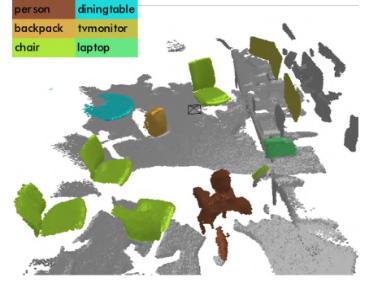 person diningtable
backpack tvmonitor
chair laptop